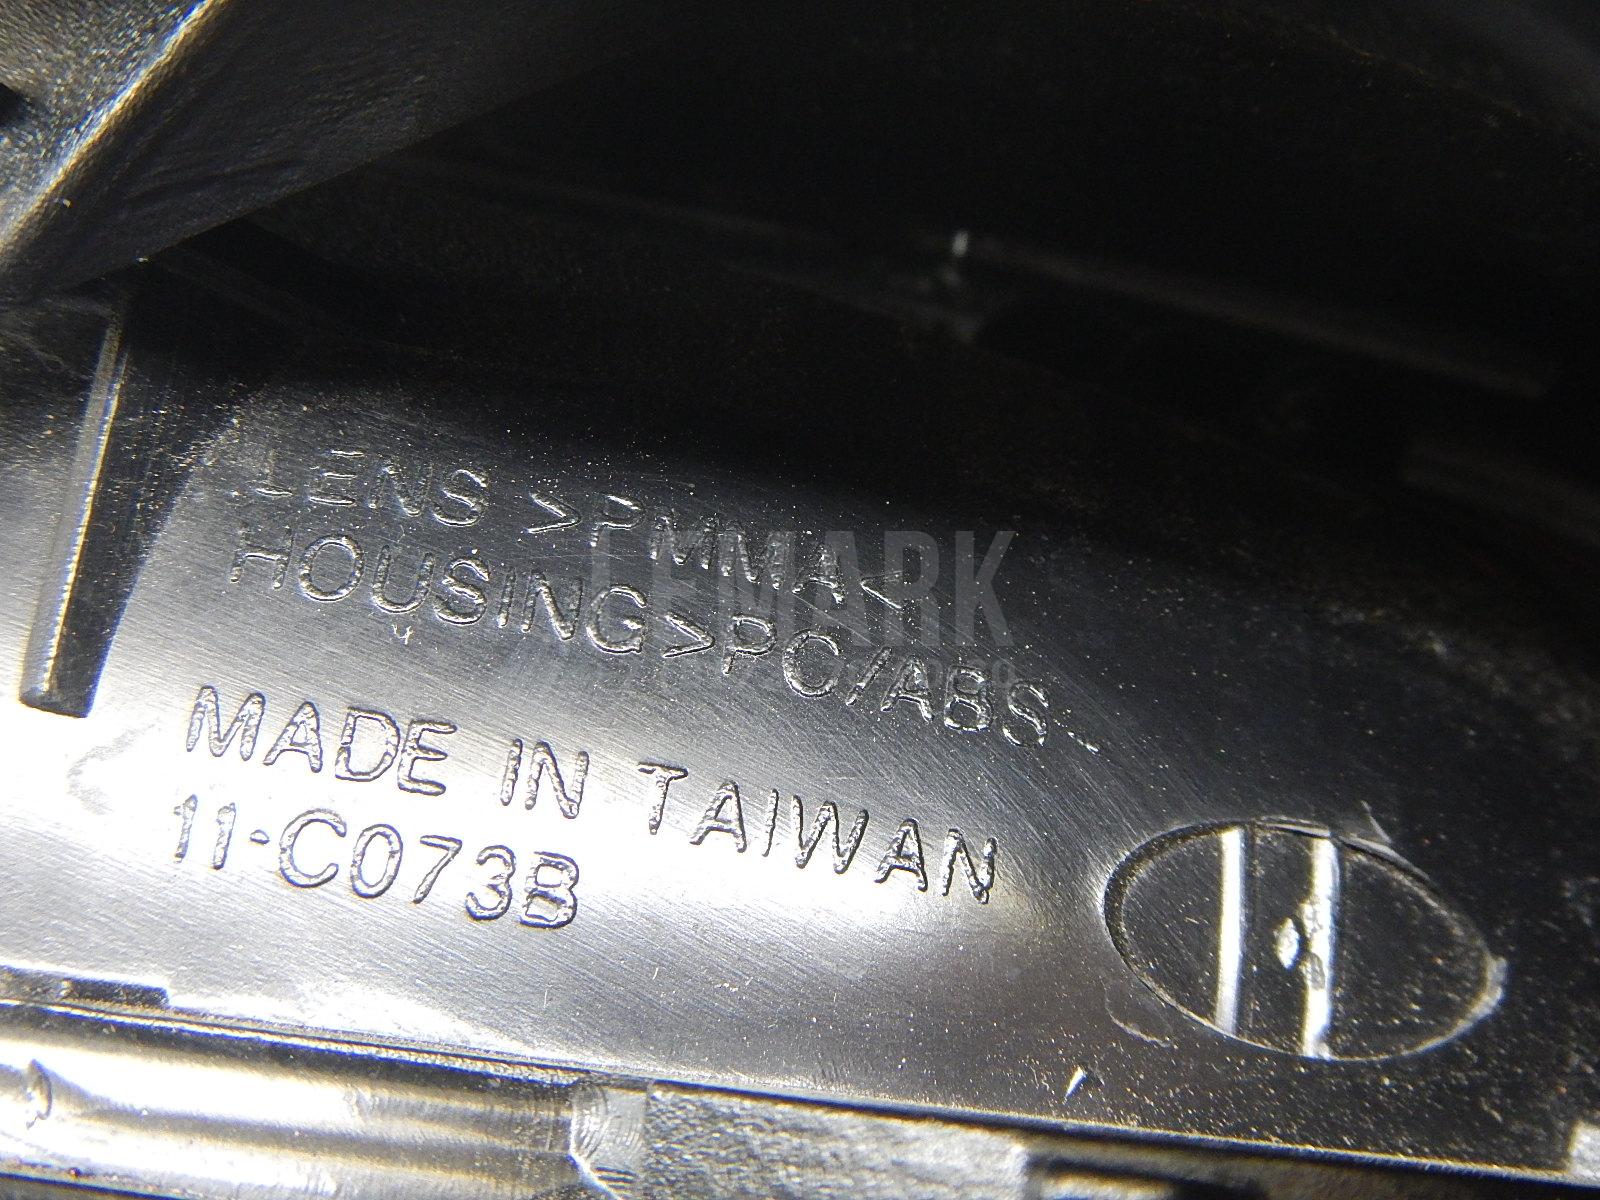 LENS >PMMA<
HOUSING>PC/ABS-
MADE IN TAIWAN
11-C073B
LEMARK